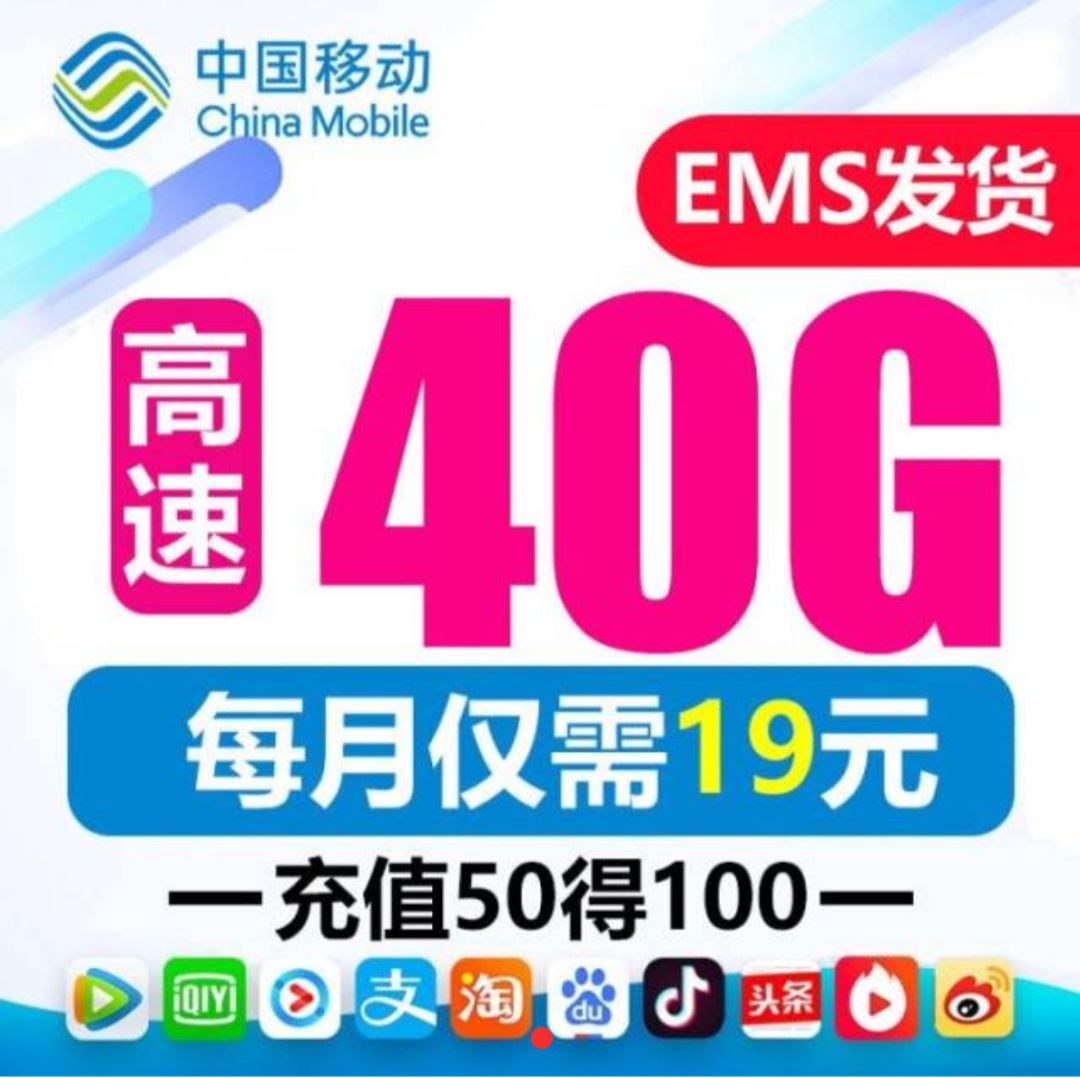 中国移动
China Mobile
EMS发货
高速
40G
每月仅需19元
充值50得100
iQIYI
支
淘
du
头条